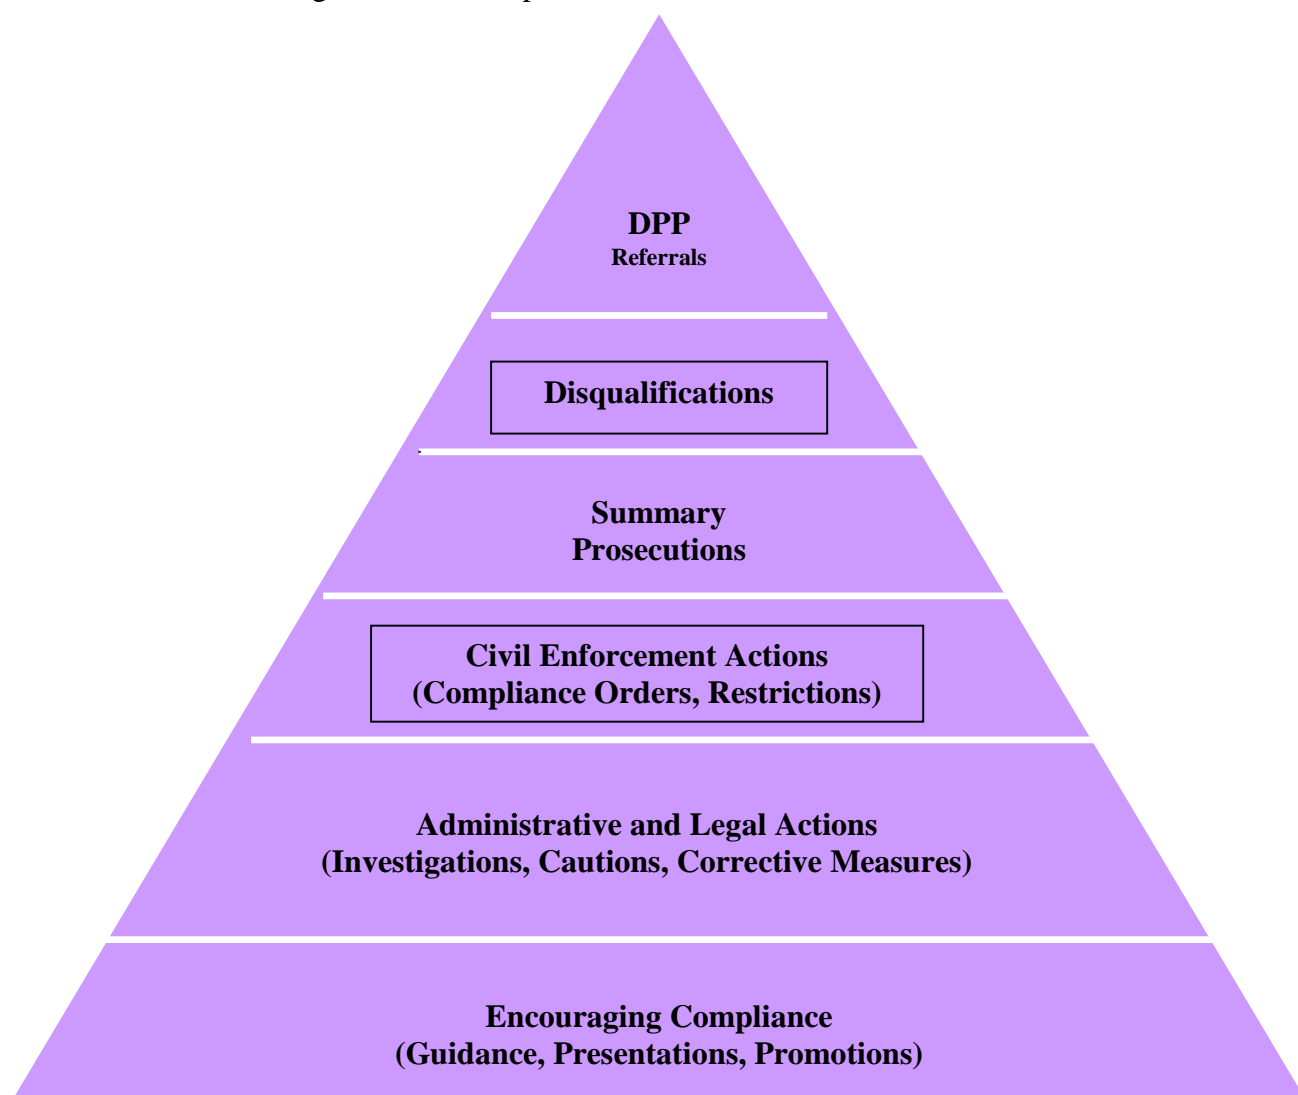 DPP
Referrals
Disqualifications
Summary
Prosecutions
Civil Enforcement Actions
(Compliance Orders, Restrictions)
Administrative and Legal Actions
(Investigations, Cautions, Corrective Measures)
Encouraging Compliance
(Guidance, Presentations, Promotions)